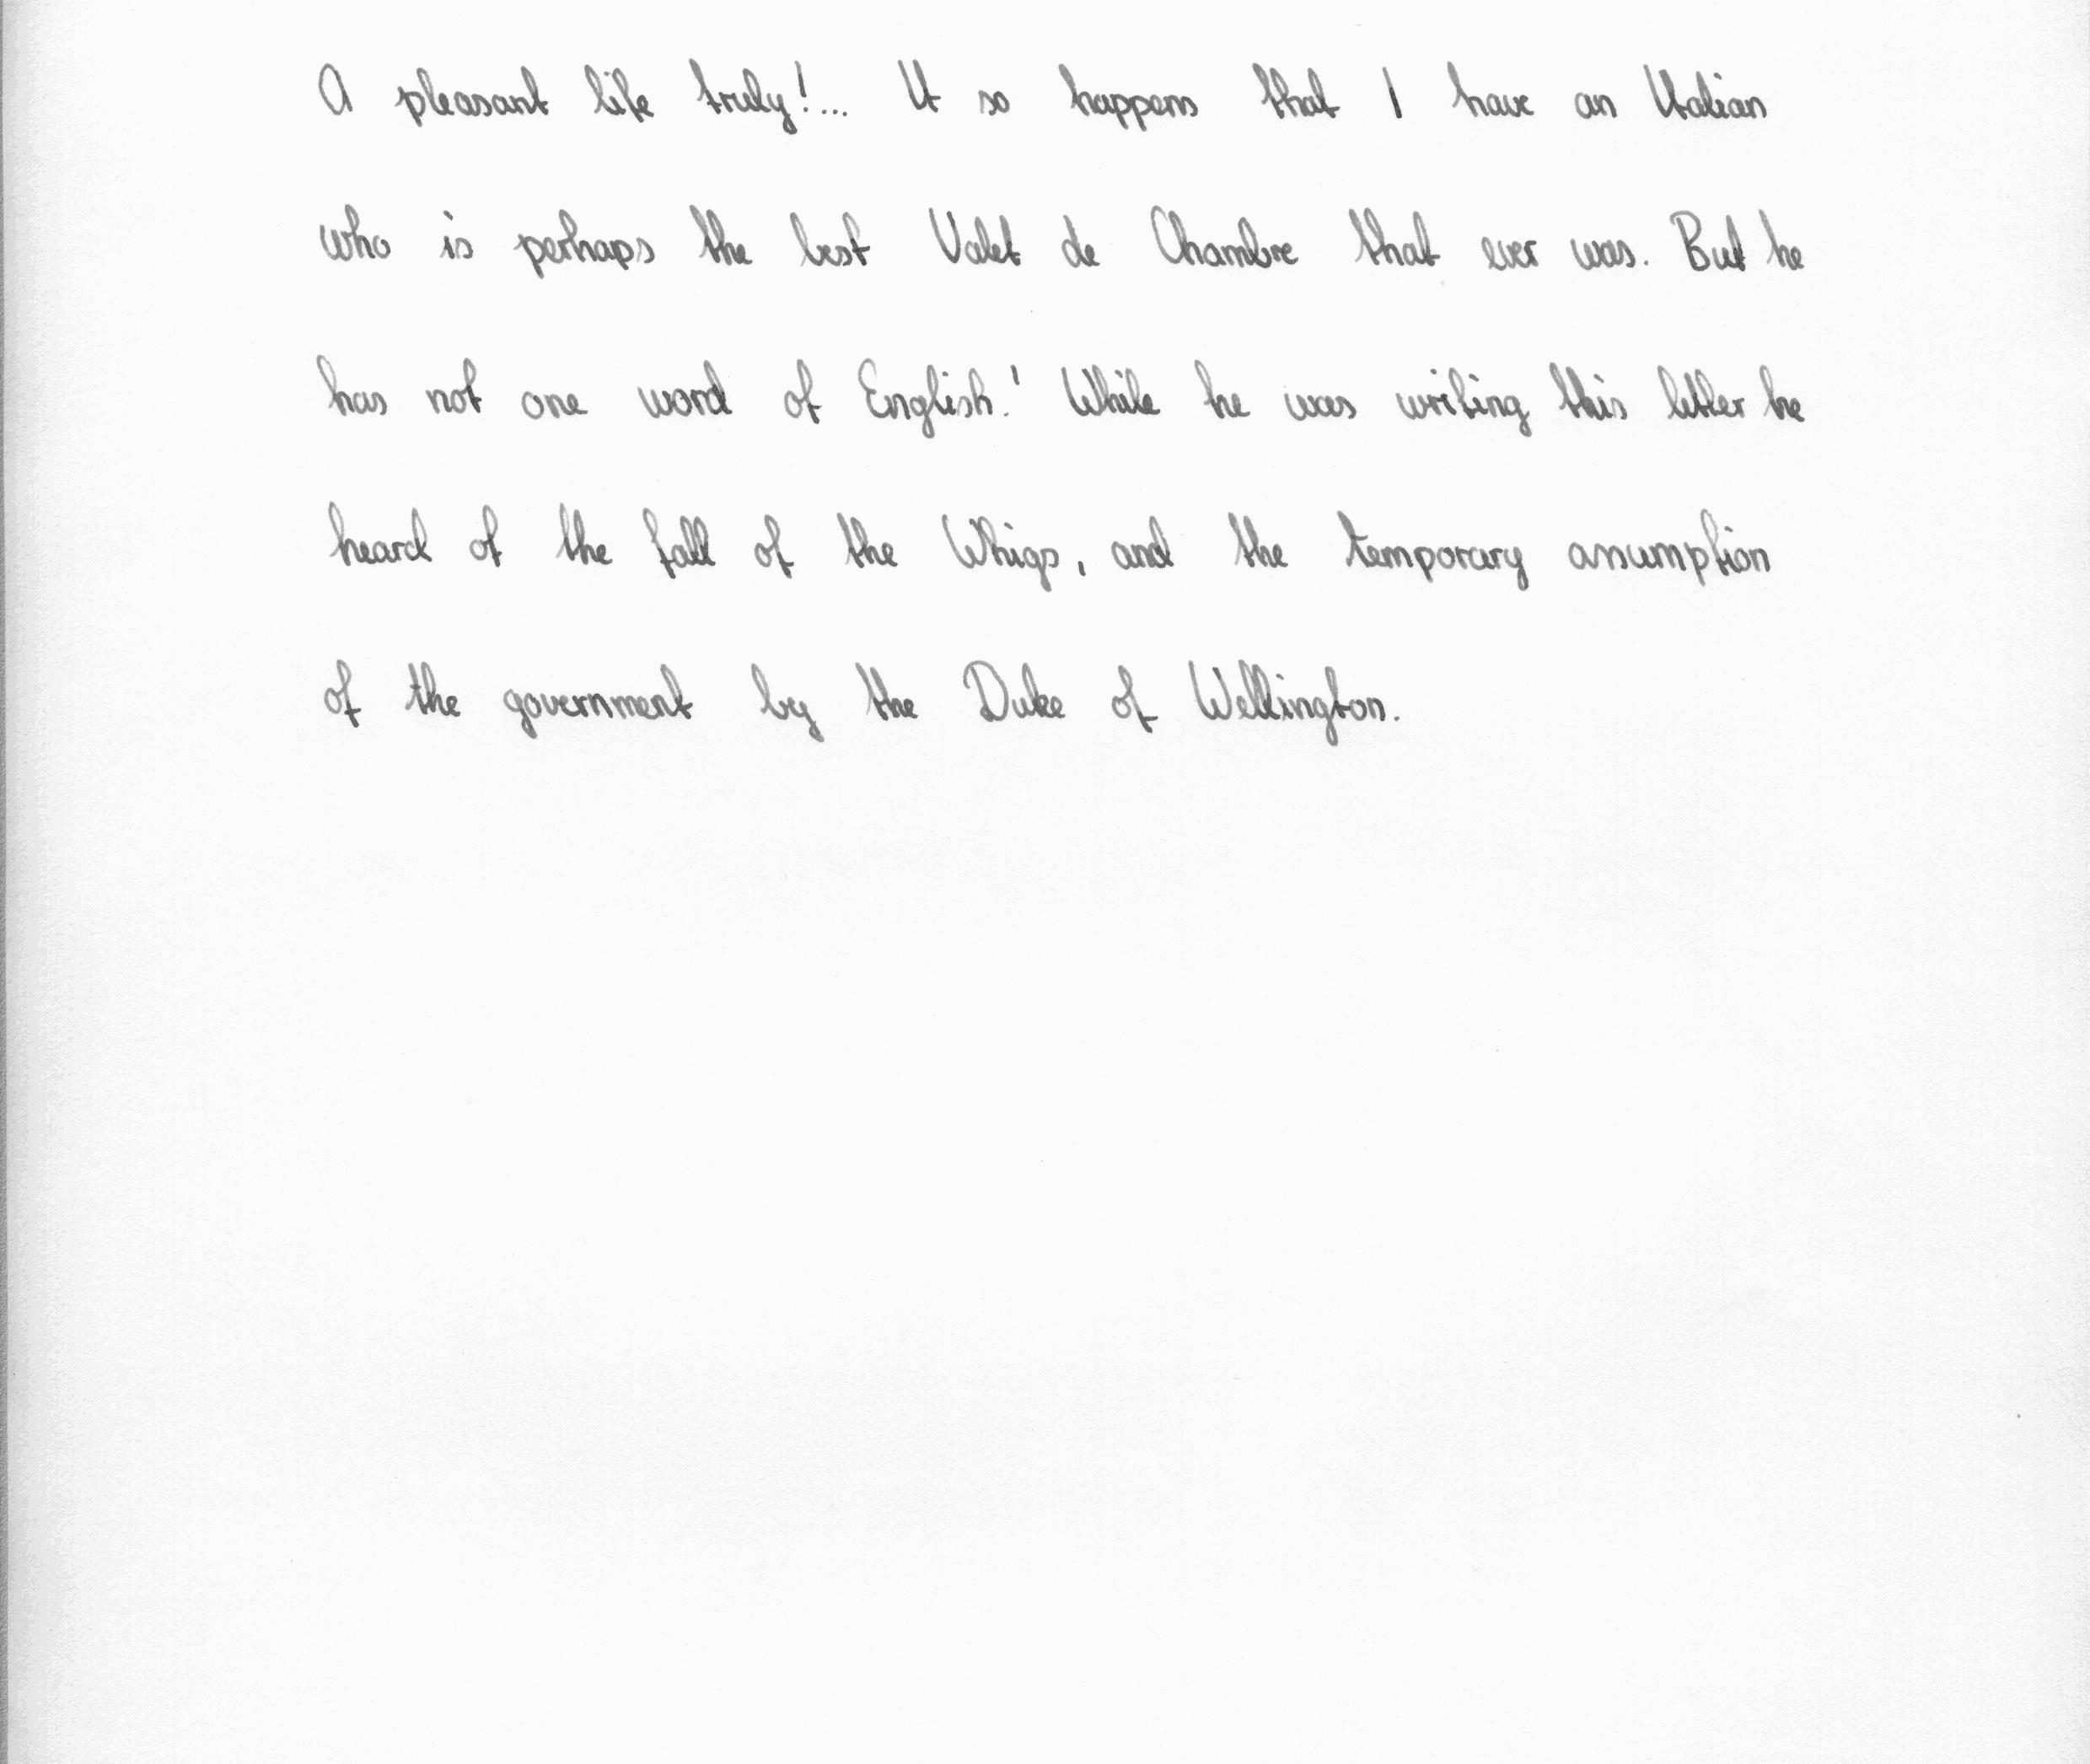 A pleasant life truly!... It so happens that I have an Italian
who is perhaps the best Valet de Chambre that ever was. But he
has not one word of English.' While he was writing this letter he
heard of the fall of the Whigs, and the temporary assumption
of the government by the Duke of Wellington.